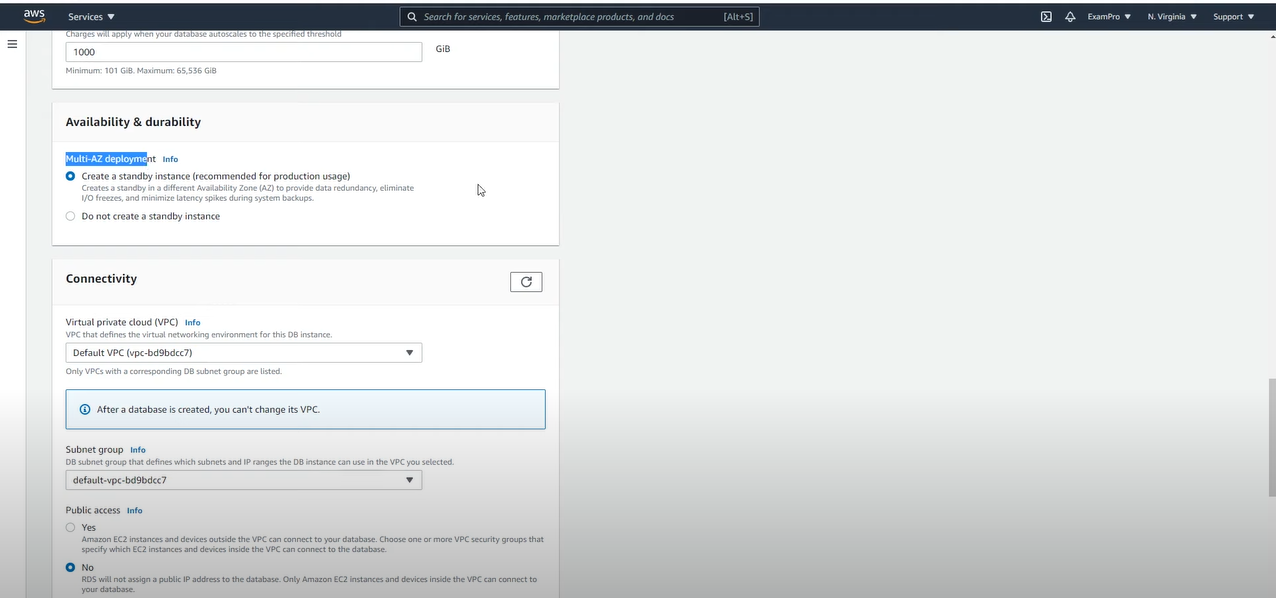 aws
Services ▼
Search for services, features, marketplace products, and docs
[Alt+S]
ExamPro ▼
N. Virginia ▼
Support ▼
Charges will apply when your database autoscales to the specified threshold
1000
GiB
Minimum: 101 GiB. Maximum: 65,536 GiB
Availability & durability
Multi-AZ deployment Info
Create a standby instance (recommended for production usage)
Creates a standby in a different Availability Zone (AZ) to provide data redundancy, eliminate
I/O freezes, and minimize latency spikes during system backups.
Do not create a standby instance
Connectivity
Virtual private cloud (VPC) Info
VPC that defines the virtual networking environment for this DB instance.
Default VPC (vpc-bd9bdcc7)
Only VPCs with a corresponding DB subnet group are listed.
After a database is created, you can't change its VPC.
Subnet group Info
DB subnet group that defines which subnets and IP ranges the DB instance can use in the VPC you selected.
default-vpc-bd9bdcc7
Public access Info
Yes
Amazon EC2 instances and devices outside the VPC can connect to your database. Choose one or more VPC security groups that
specify which EC2 instances and devices inside the VPC can connect to the database.
No
RDS will not assign a public IP address to the database. Only Amazon EC2 instances and devices inside the VPC can connect to
your database.